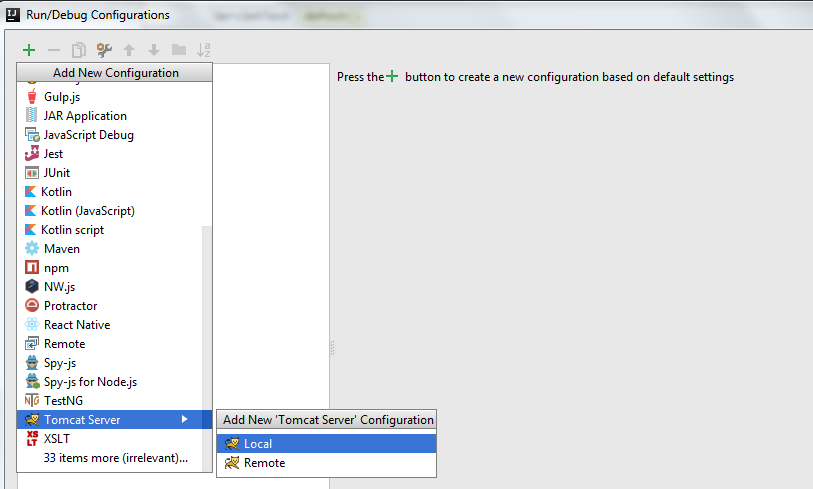 Run/Debug Configurations
Add New Configuration
Press the + button to create a new configuration based on default settings
Gulp.js
JAR Application
JavaScript Debug
Jest
JUnit
Kotlin
Kotlin (JavaScript)
Kotlin script
Maven
npm
NW.js
Protractor
React Native
Remote
Spy-js
Spy-js for Node.js
TestNG
Tomcat Server
XSLT
33 items more (irrelevant)...
Add New 'Tomcat Server' Configuration
Local
Remote